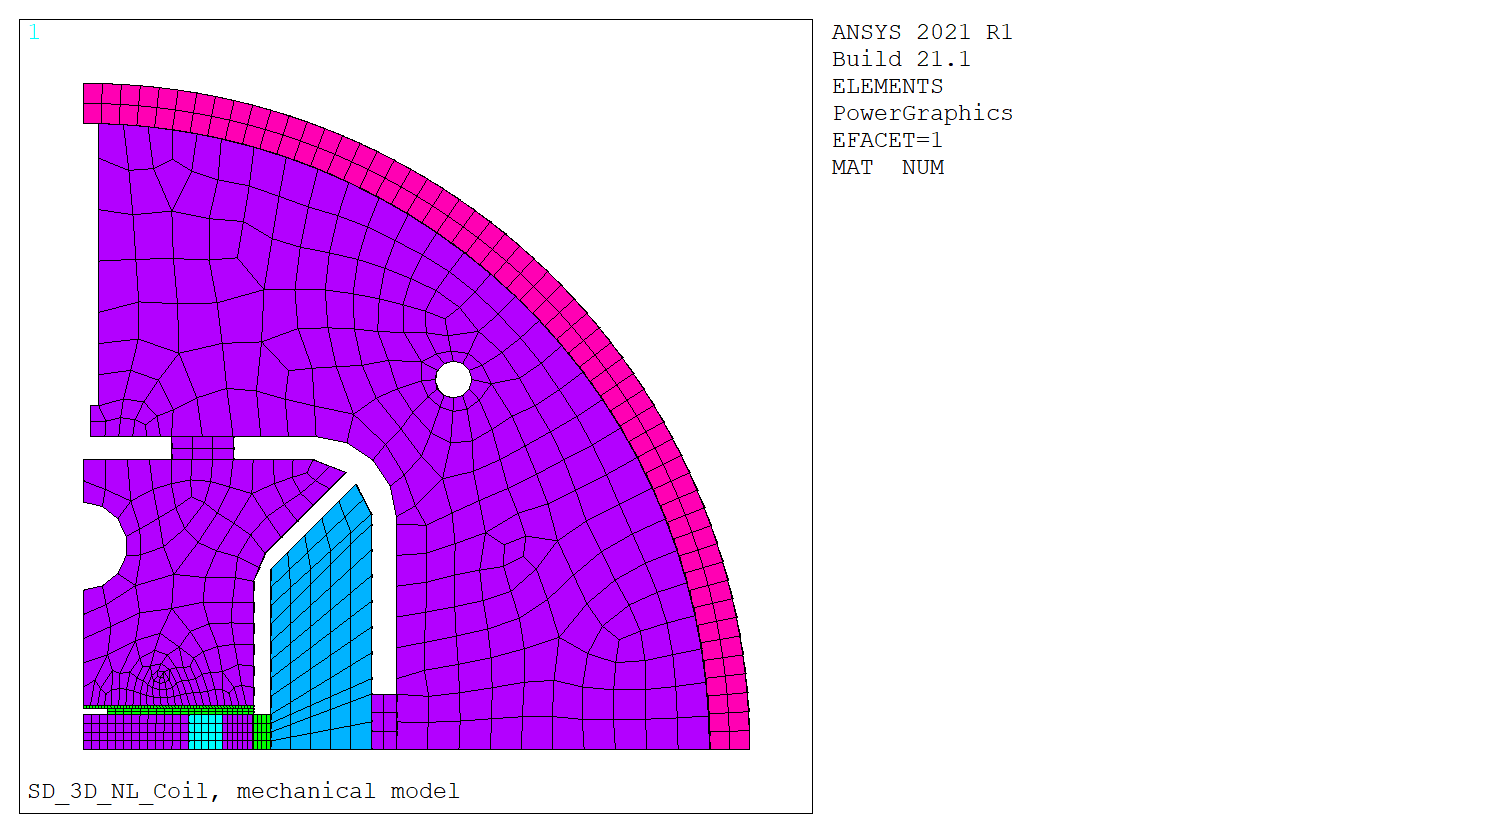 1
ANSYS 2021 R1
Build 21.1
ELEMENTS
PowerGraphics
EFACET=1
MAT  NUM
SD_3D_NL_Coil, mechanical model